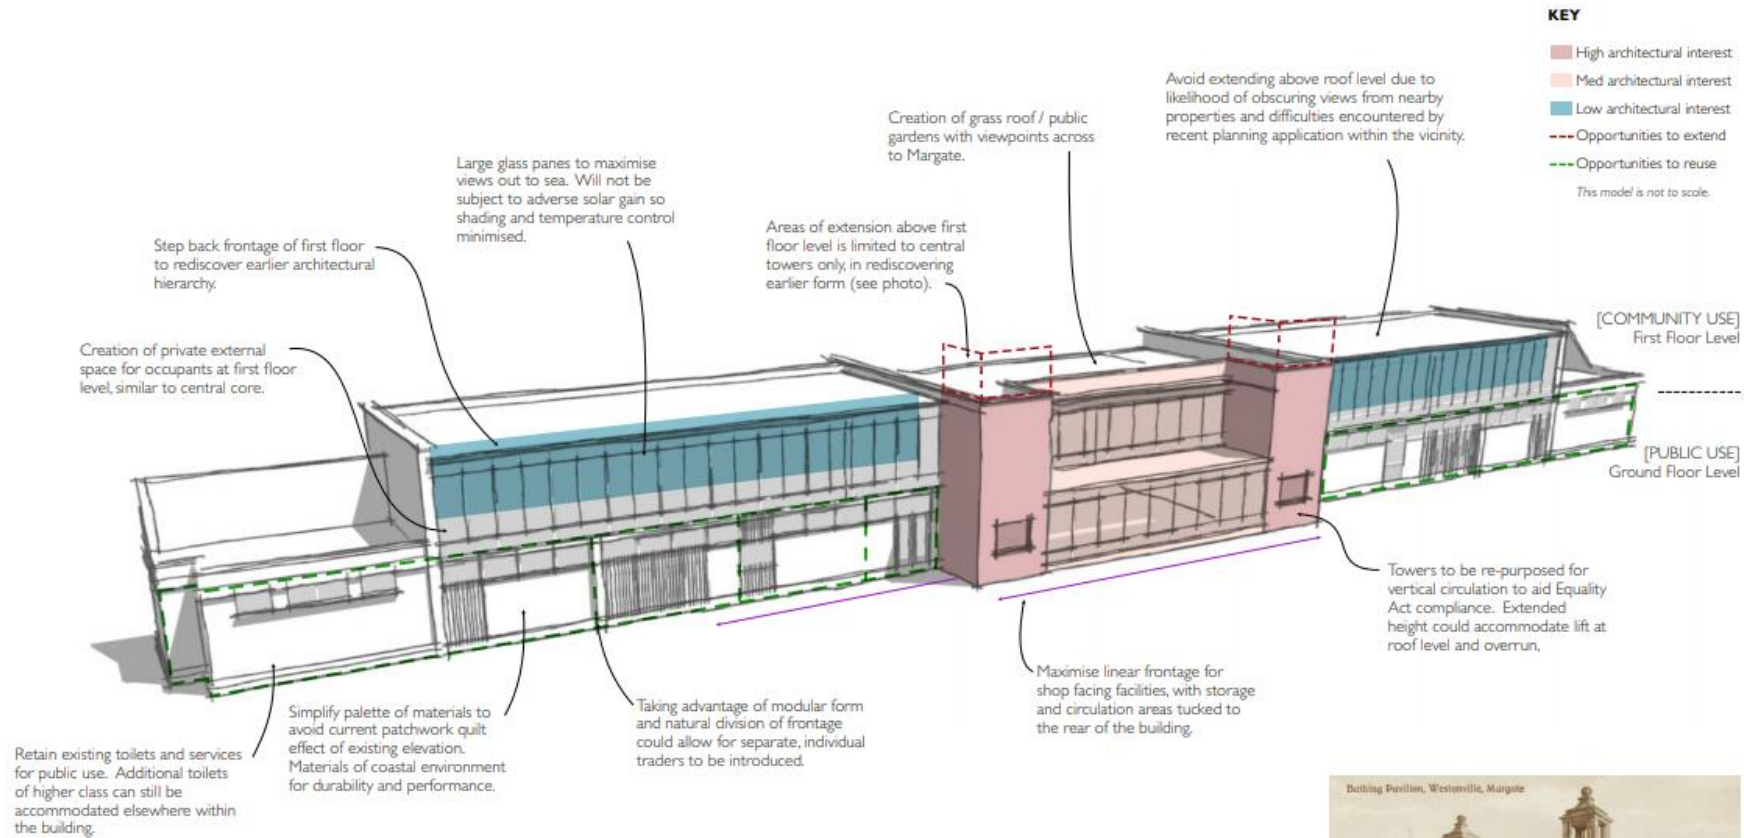 KEY
High architectural interest
Med architectural interest
Low architectural interest
Opportunities to extend
Opportunities to reuse
This model is not to scale.
Avoid extending above roof level due to
likelihood of obscuring views from nearby
properties and difficulties encountered by
recent planning application within the vicinity.
Creation of grass roof / public
gardens with viewpoints across
to Margate.
Large glass panes to maximise
views out to sea. Will not be
subject to adverse solar gain so
shading and temperature control
minimised.
Areas of extension above first
floor level is limited to central
towers only, in rediscovering
earlier form (see photo).
Step back frontage of first floor
to rediscover earlier architectural
hierarchy.
Creation of private external
space for occupants at first floor
level, similar to central core.
[COMMUNITY USE]
First Floor Level
[PUBLIC USE]
Ground Floor Level
Towers to be re-purposed for
vertical circulation to aid Equality
Act compliance. Extended
height could accommodate lift at
roof level and overrun,
Maximise linear frontage for
shop facing facilities, with storage
and circulation areas tucked to
the rear of the building.
Taking advantage of modular form
and natural division of frontage
could allow for separate, individual
traders to be introduced.
Simplify palette of materials to
avoid current patchwork quilt
effect of existing elevation.
Materials of coastal environment
for durability and performance.
Retain existing toilets and services
for public use. Additional toilets
of higher class can still be
accommodated elsewhere within
the building.
Bathing Pavilion, Westonville, Margate